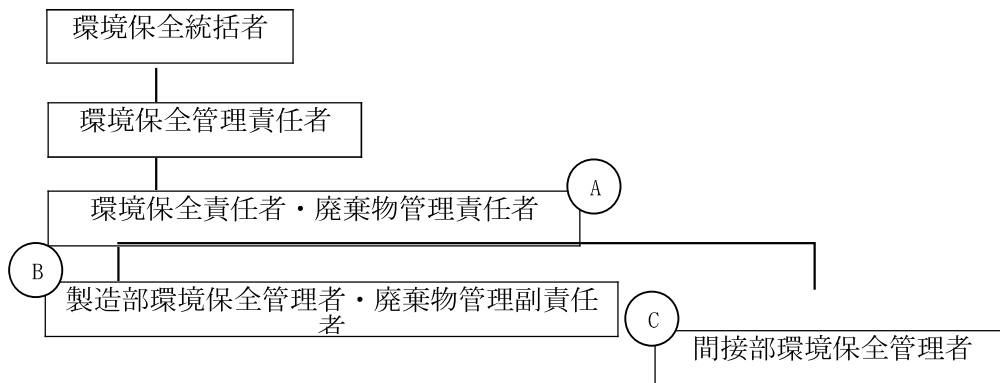 環境保全統括者
環境保全管理責任者
A
環境保全責任者・廃棄物管理責任者
B
製造部環境保全管理者・廃棄物管理副責任
者
C
間接部環境保全管理者